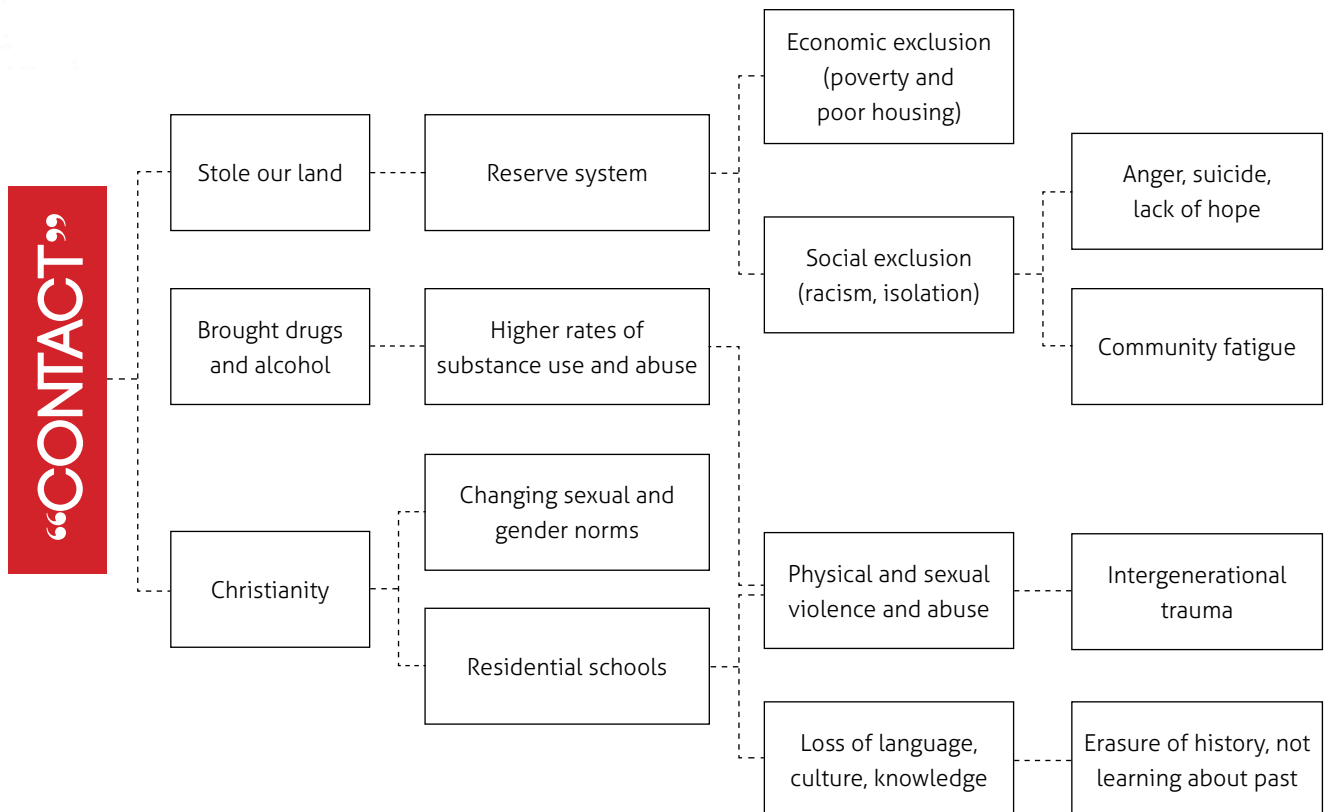 “CONTACT”
Stole our land
Brought drugs
and alcohol
Christianity
Reserve system
Higher rates of
substance use and abuse
Changing sexual and
gender norms
Residential schools
Economic exclusion
(poverty and
poor housing)
Social exclusion
(racism, isolation)
Physical and sexual
violence and abuse
Loss of language,
culture, knowledge
Anger, suicide,
lack of hope
Community fatigue
Intergenerational
trauma
Erasure of history, not
learning about past